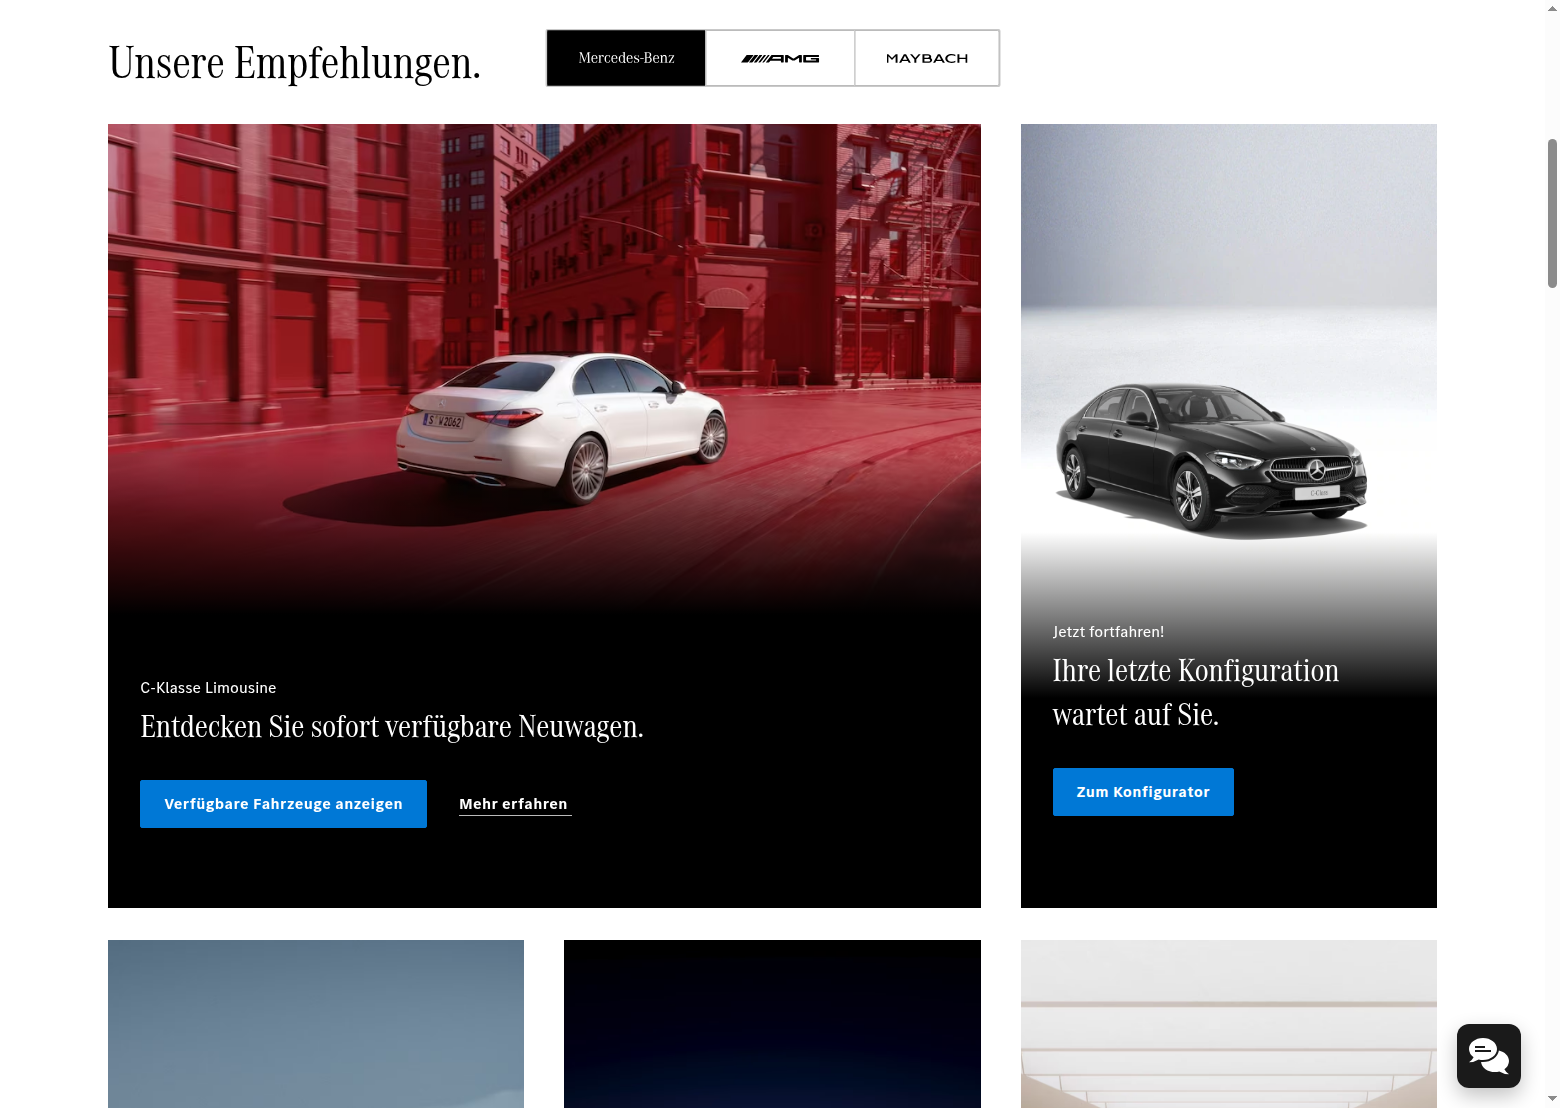 Unsere Empfehlungen.
Mercedes-Benz
AMG
MAYBACH
S W 2062
C-Klasse Limousine
Entdecken Sie sofort verfügbare Neuwagen.
Verfügbare Fahrzeuge anzeigen
Mehr erfahren
Jetzt fortfahren!
Ihre letzte Konfiguration
wartet auf Sie.
Zum Konfigurator